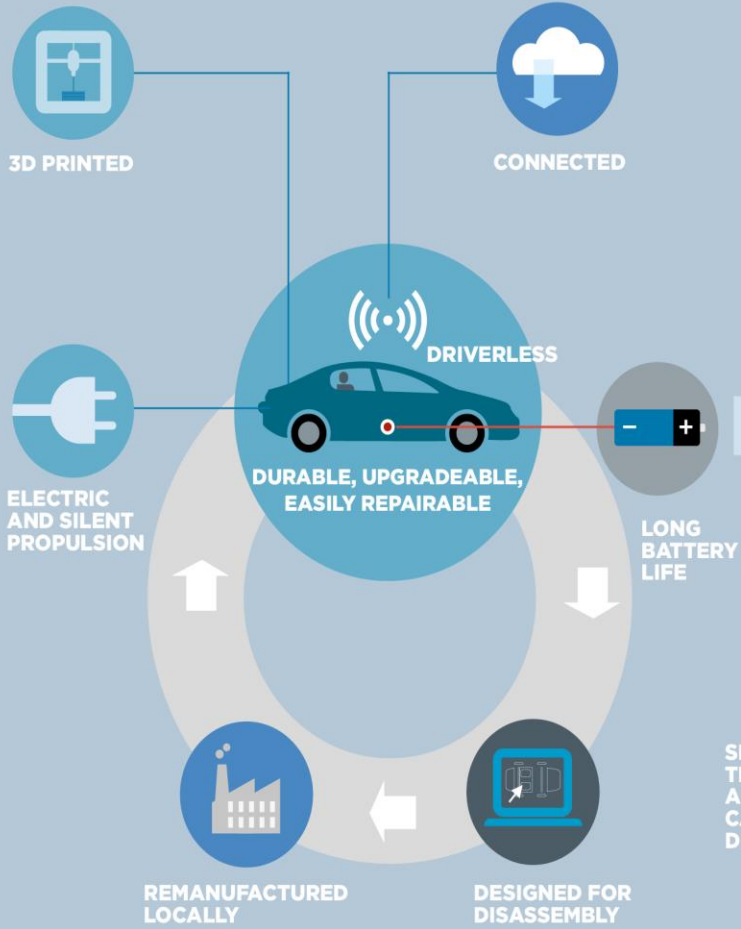 3D PRINTED
CONNECTED
DRIVERLESS
DURABLE, UPGRADEABLE,
EASILY REPAIRABLE
ELECTRIC
AND SILENT
PROPULSION
LONG
BATTERY
LIFE
REMANUFACTURED
LOCALLY
DESIGNED FOR
DISASSEMBLY